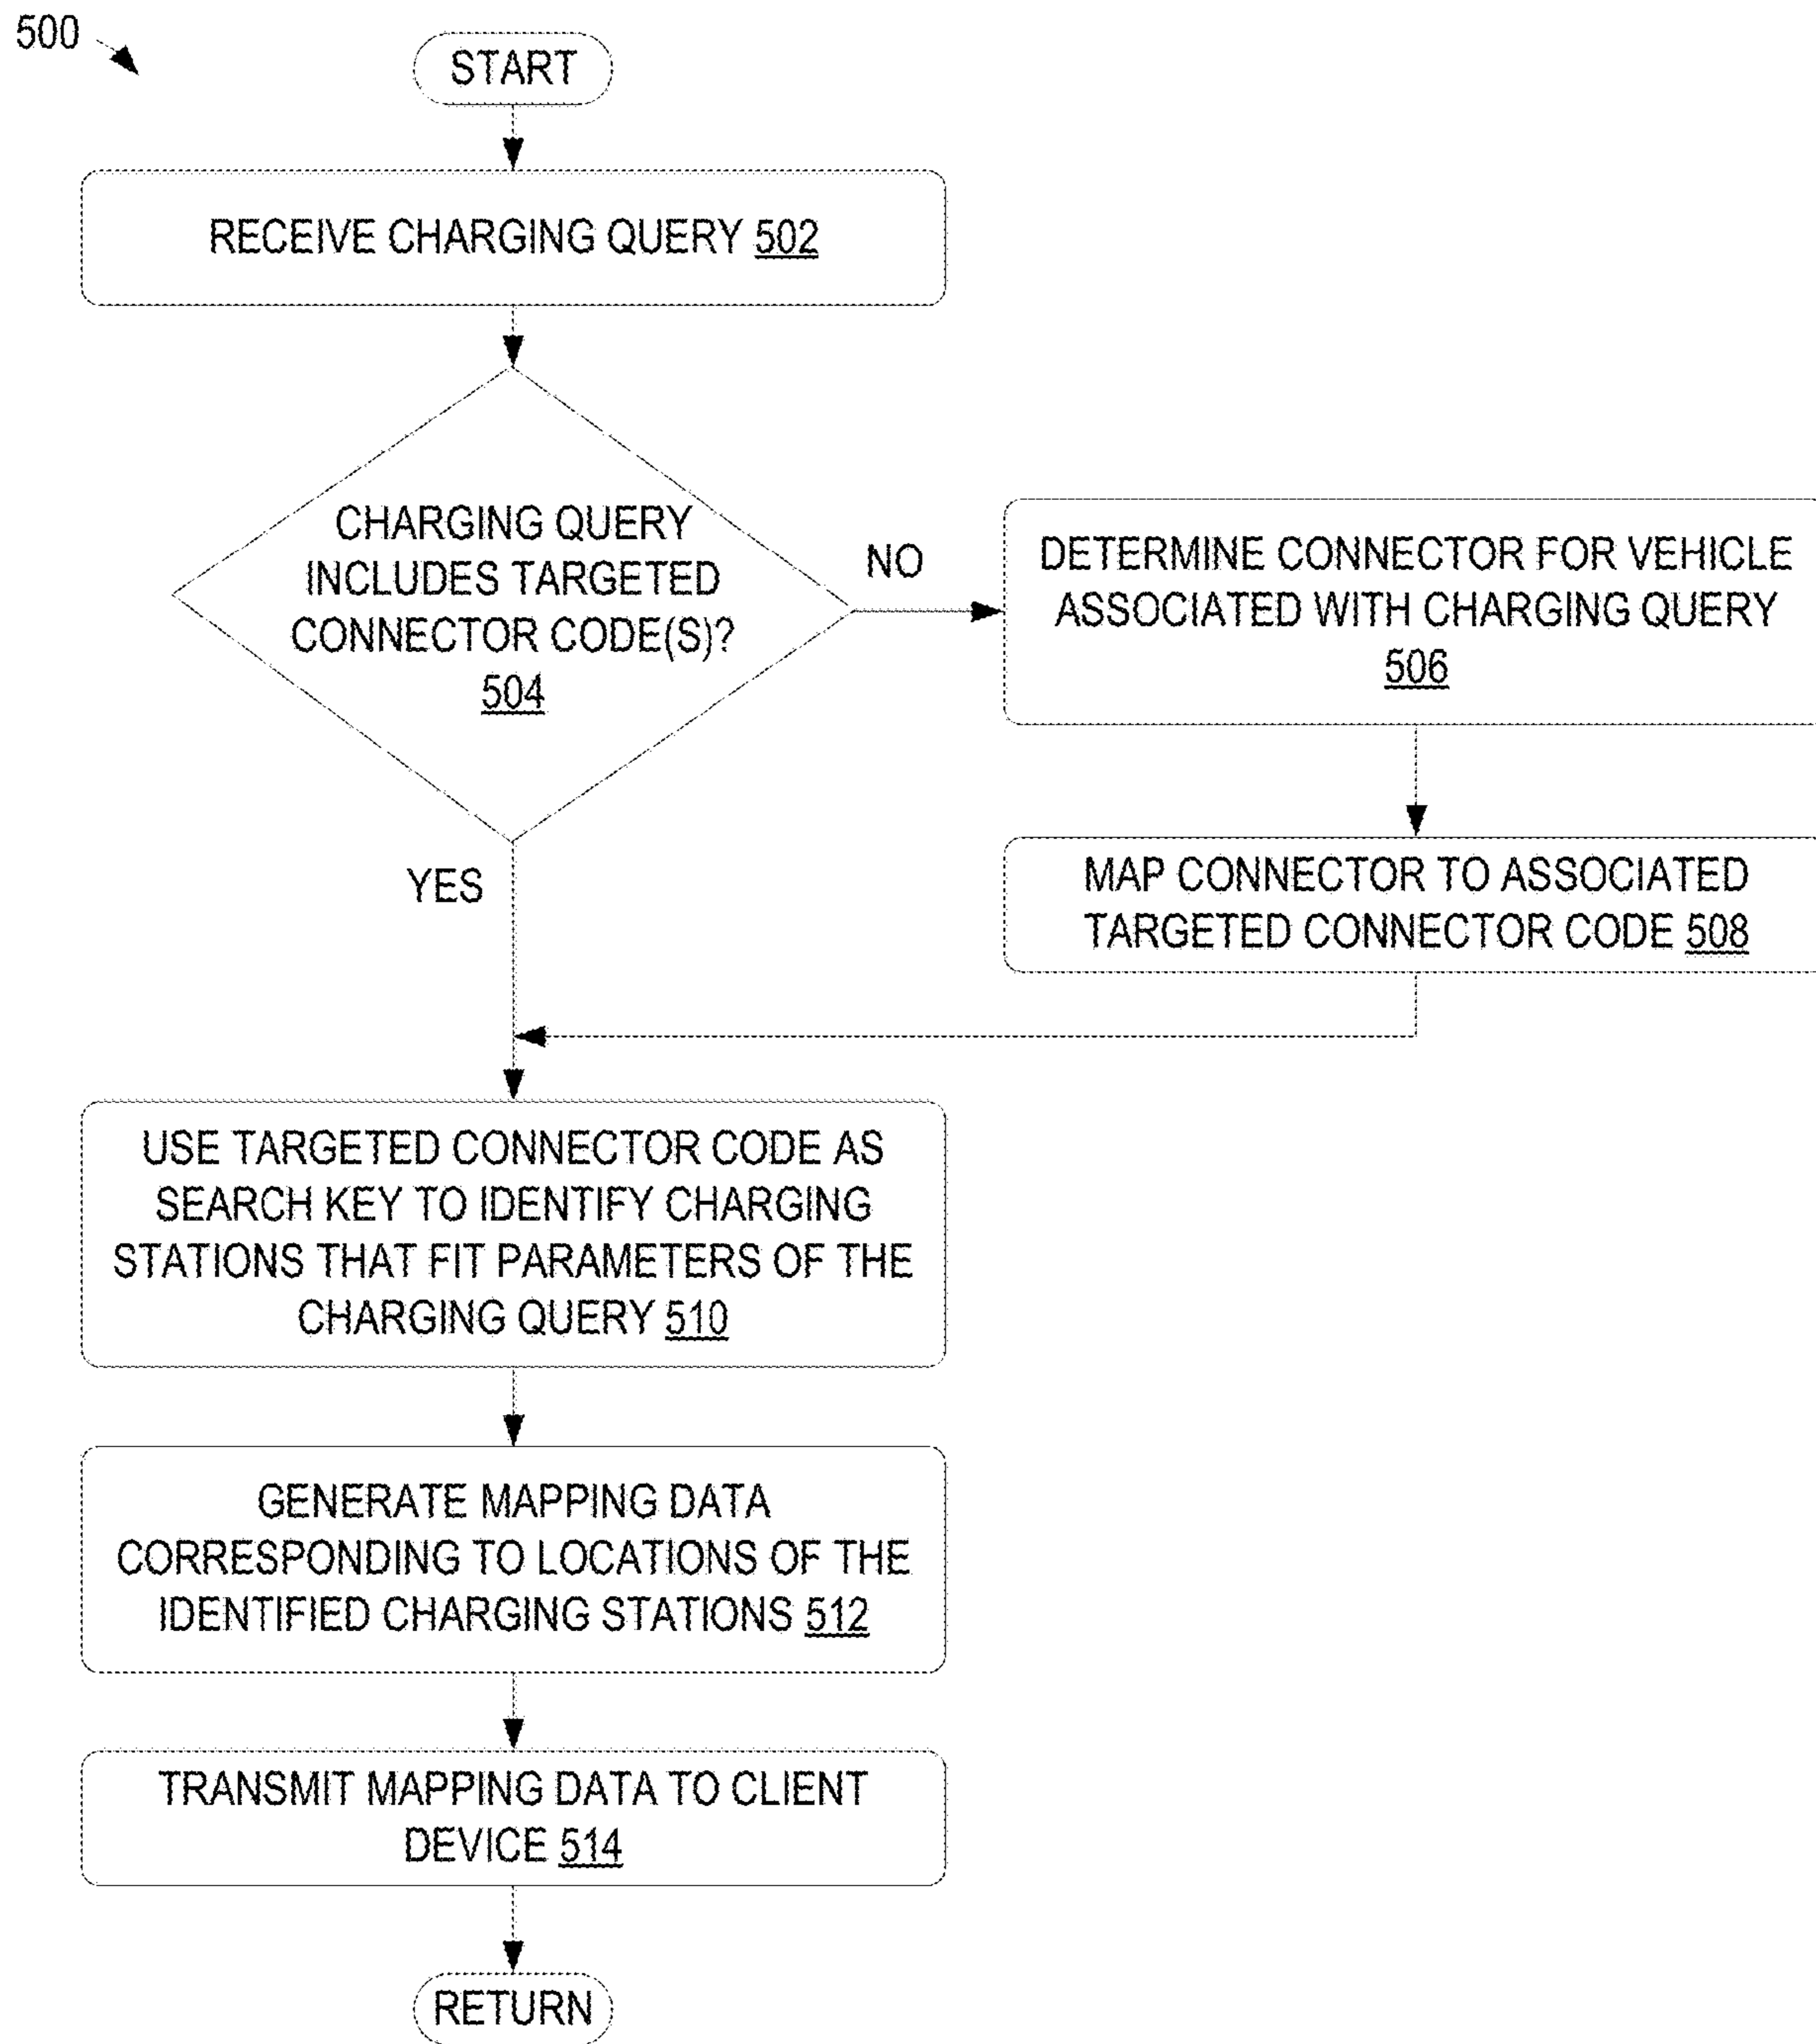 500
START
RECEIVE CHARGING QUERY 502
CHARGING QUERY
INCLUDES TARGETED
CONNECTOR CODE(S)?
504
NO
DETERMINE CONNECTOR FOR VEHICLE
ASSOCIATED WITH CHARGING QUERY
506
YES
MAP CONNECTOR TO ASSOCIATED
TARGETED CONNECTOR CODE 508
USE TARGETED CONNECTOR CODE AS
SEARCH KEY TO IDENTIFY CHARGING
STATIONS THAT FIT PARAMETERS OF THE
CHARGING QUERY 510
GENERATE MAPPING DATA
CORRESPONDING TO LOCATIONS OF THE
IDENTIFIED CHARGING STATIONS 512
TRANSMIT MAPPING DATA TO CLIENT
DEVICE 514
RETURN